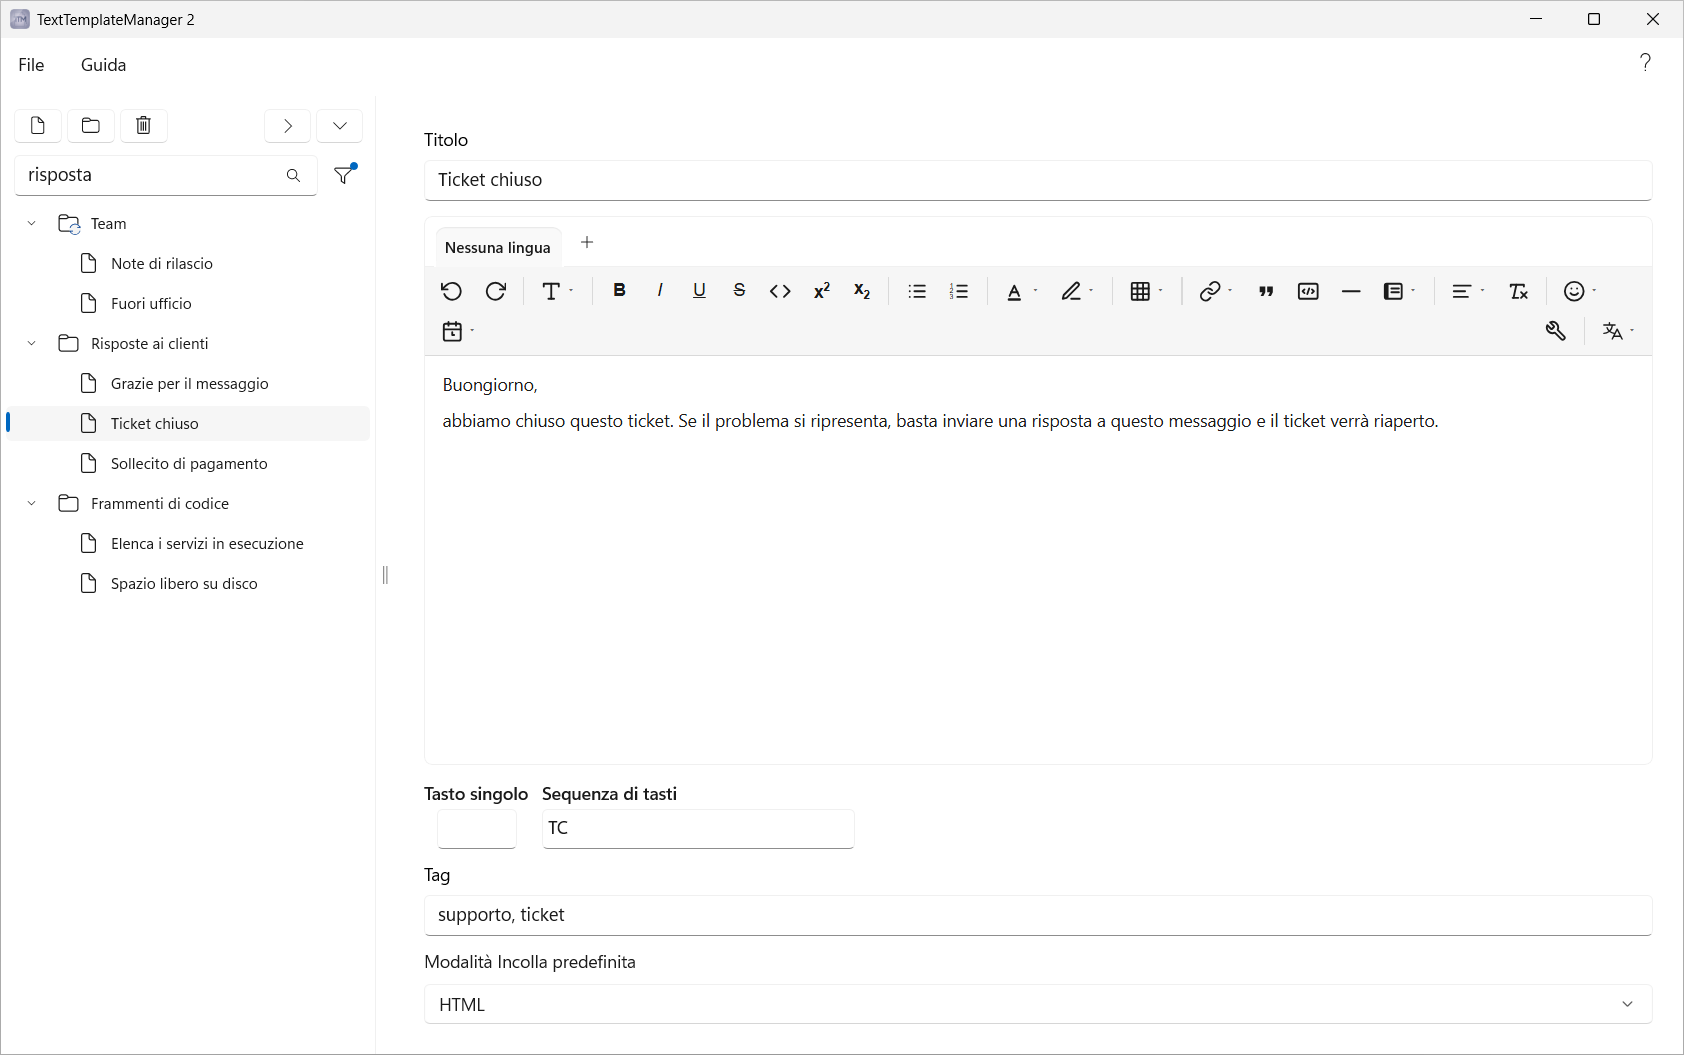 TextTemplateManager 2
File Guida
risposta
Team
Note di rilascio
Fuori ufficio
Risposte ai clienti
Grazie per il messaggio
Ticket chiuso
Sollecito di pagamento
Frammenti di codice
Elenca i servizi in esecuzione
Spazio libero su disco
Titolo
Ticket chiuso
Nessuna lingua
Buongiorno,
abbiamo chiuso questo ticket. Se il problema si ripresenta, basta inviare una risposta a questo messaggio e il ticket verrà riaperto.
Tasto singolo Sequenza di tasti
TC
Tag
supporto, ticket
Modalità Incolla predefinita
HTML